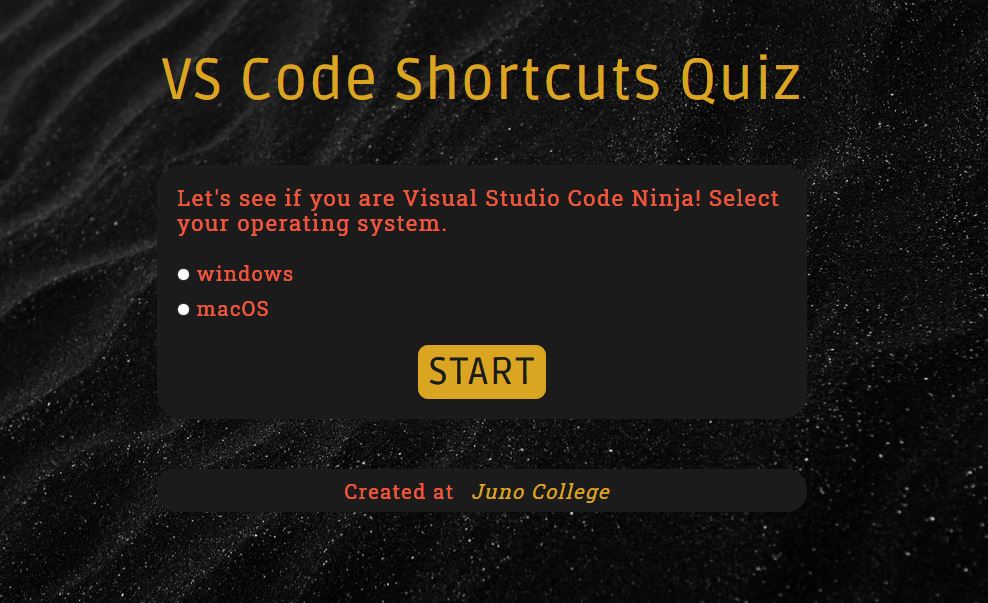 VS Code Shortcuts Quiz
Let's see if you are Visual Studio Code Ninja! Select
your operating system.
windows
macOS
START
Created at Juno College